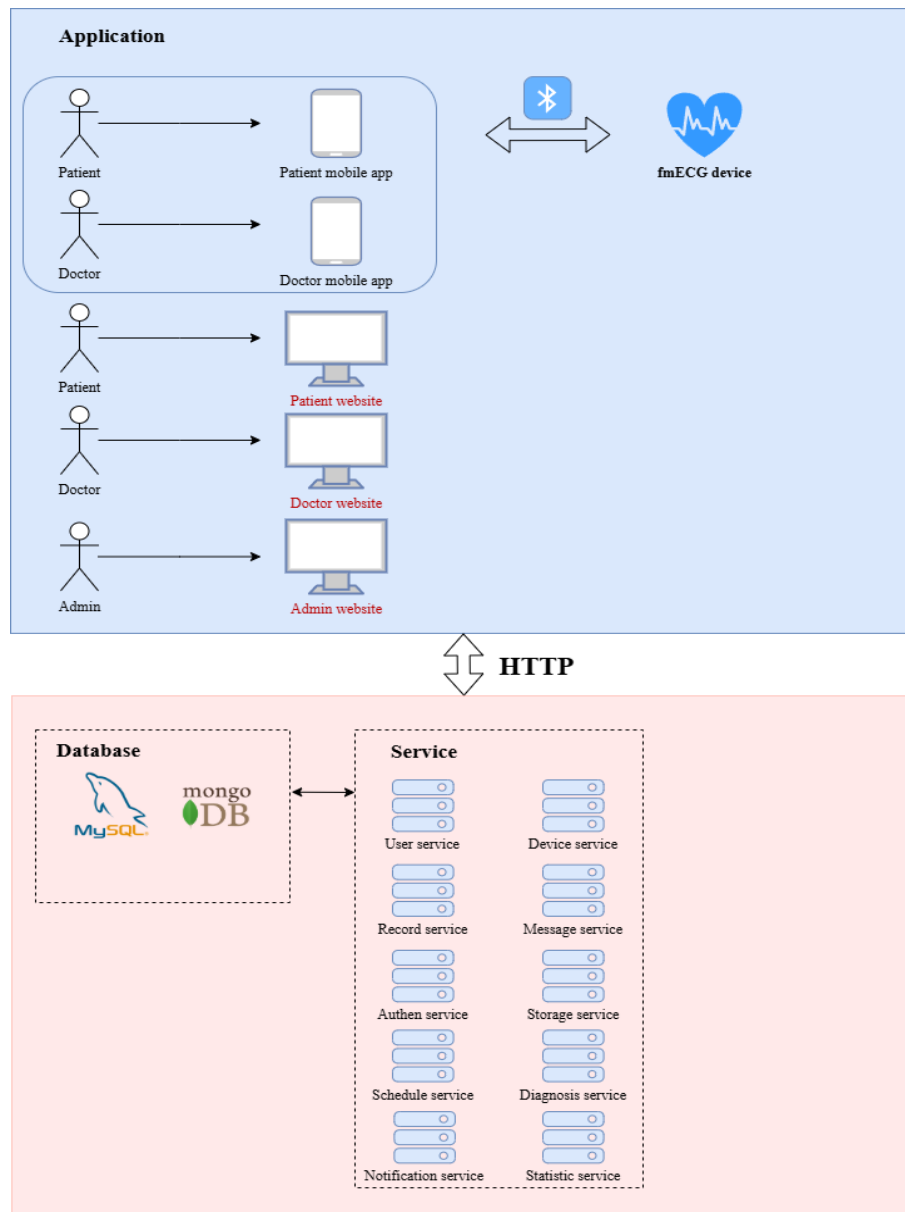 Application
Patient
Patient mobile app
fmECG device
Doctor
Doctor mobile app
Patient
Patient website
Doctor
Doctor website
Admin
Admin website
HTTP
Database
MySQL
mongo
DB
Service
User service
Device service
Record service
Message service
Authen service
Storage service
Schedule service
Diagnosis service
Notification service
Statistic service